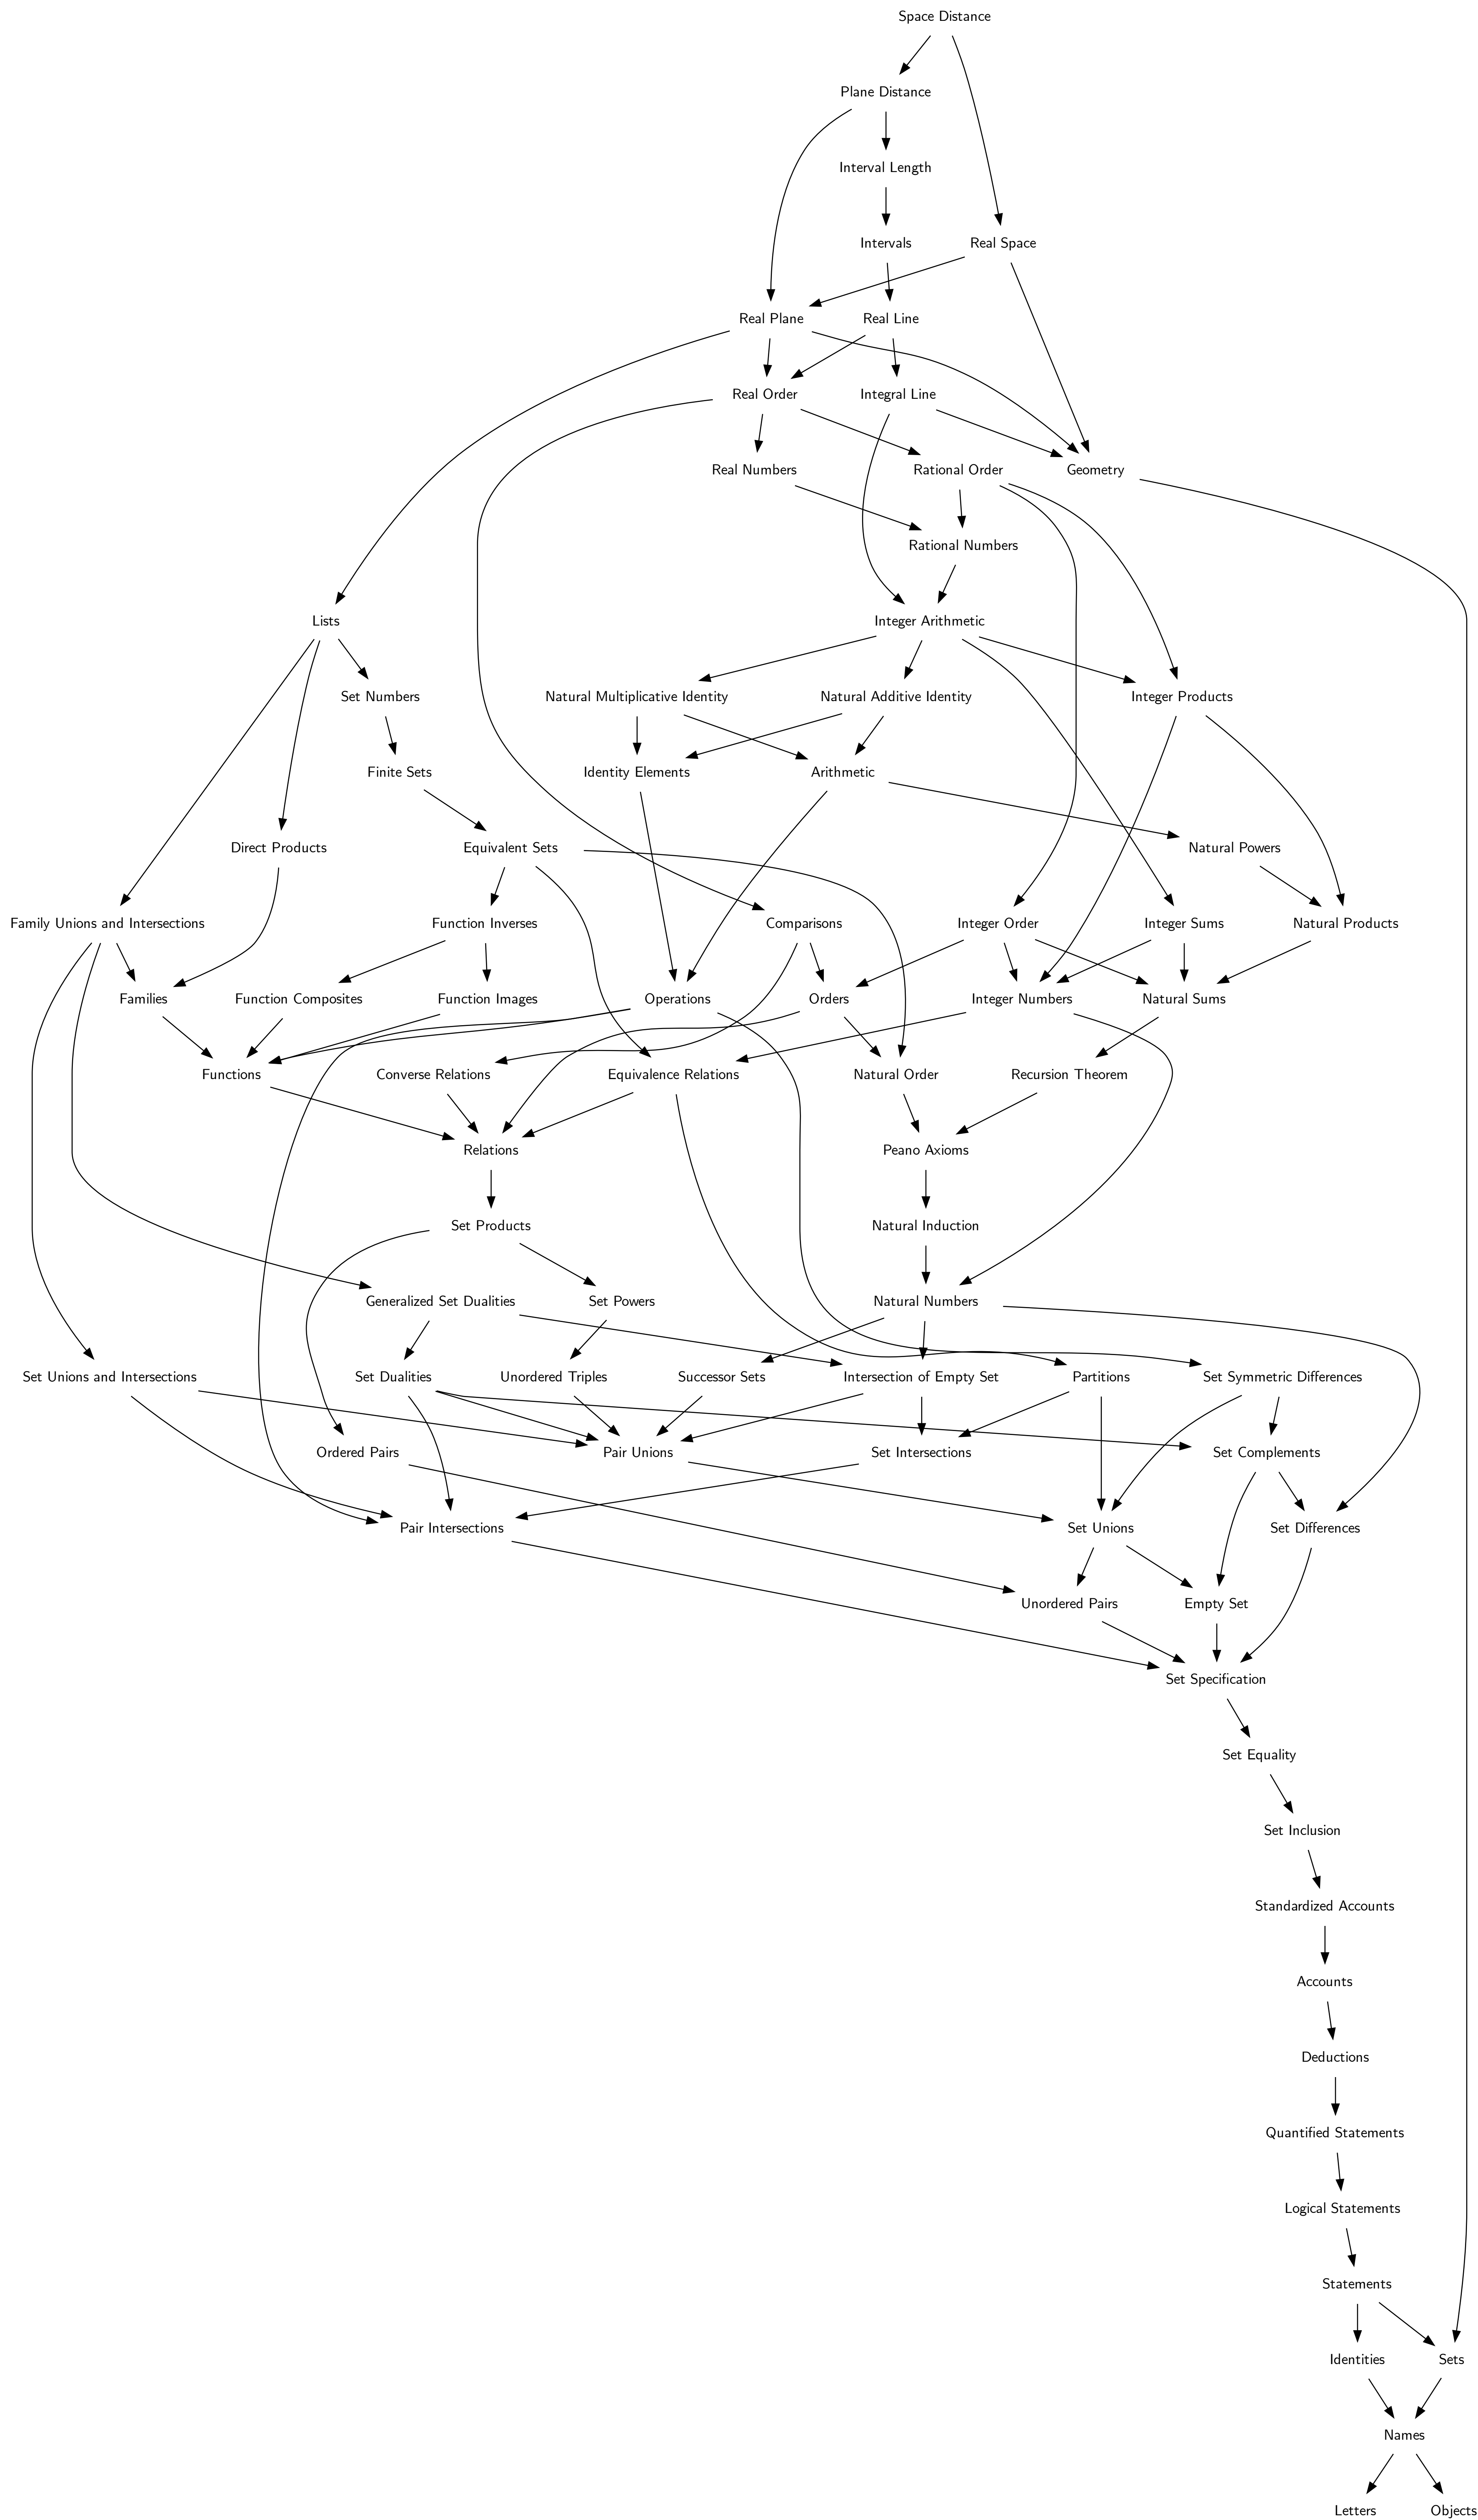 Space Distance
Plane Distance
Interval Length
Intervals
Real Space
Real Plane
Real Line
Real Order
Integral Line
Real Numbers
Rational Order
Geometry
Rational Numbers
Lists
Integer Arithmetic
Set Numbers
Natural Multiplicative Identity
Natural Additive Identity
Integer Products
Finite Sets
Identity Elements
Arithmetic
Direct Products
Equivalent Sets
Natural Powers
Family Unions and Intersections
Function Inverses
Comparisons
Integer Order
Integer Sums
Natural Products
Families
Function Composites
Function Images
Operations
Orders
Integer Numbers
Natural Sums
Functions
Converse Relations
Equivalence Relations
Natural Order
Recursion Theorem
Relations
Peano Axioms
Set Products
Natural Induction
Generalized Set Dualities
Set Powers
Natural Numbers
Set Unions and Intersections
Set Dualities
Unordered Triples
Successor Sets
Intersection of Empty Set
Partitions
Set Symmetric Differences
Ordered Pairs
Pair Unions
Set Intersections
Set Complements
Pair Intersections
Set Unions
Set Differences
Unordered Pairs
Empty Set
Set Specification
Set Equality
Set Inclusion
Standardized Accounts
Accounts
Deductions
Quantified Statements
Logical Statements
Statements
Identities
Sets
Names
Letters
Objects